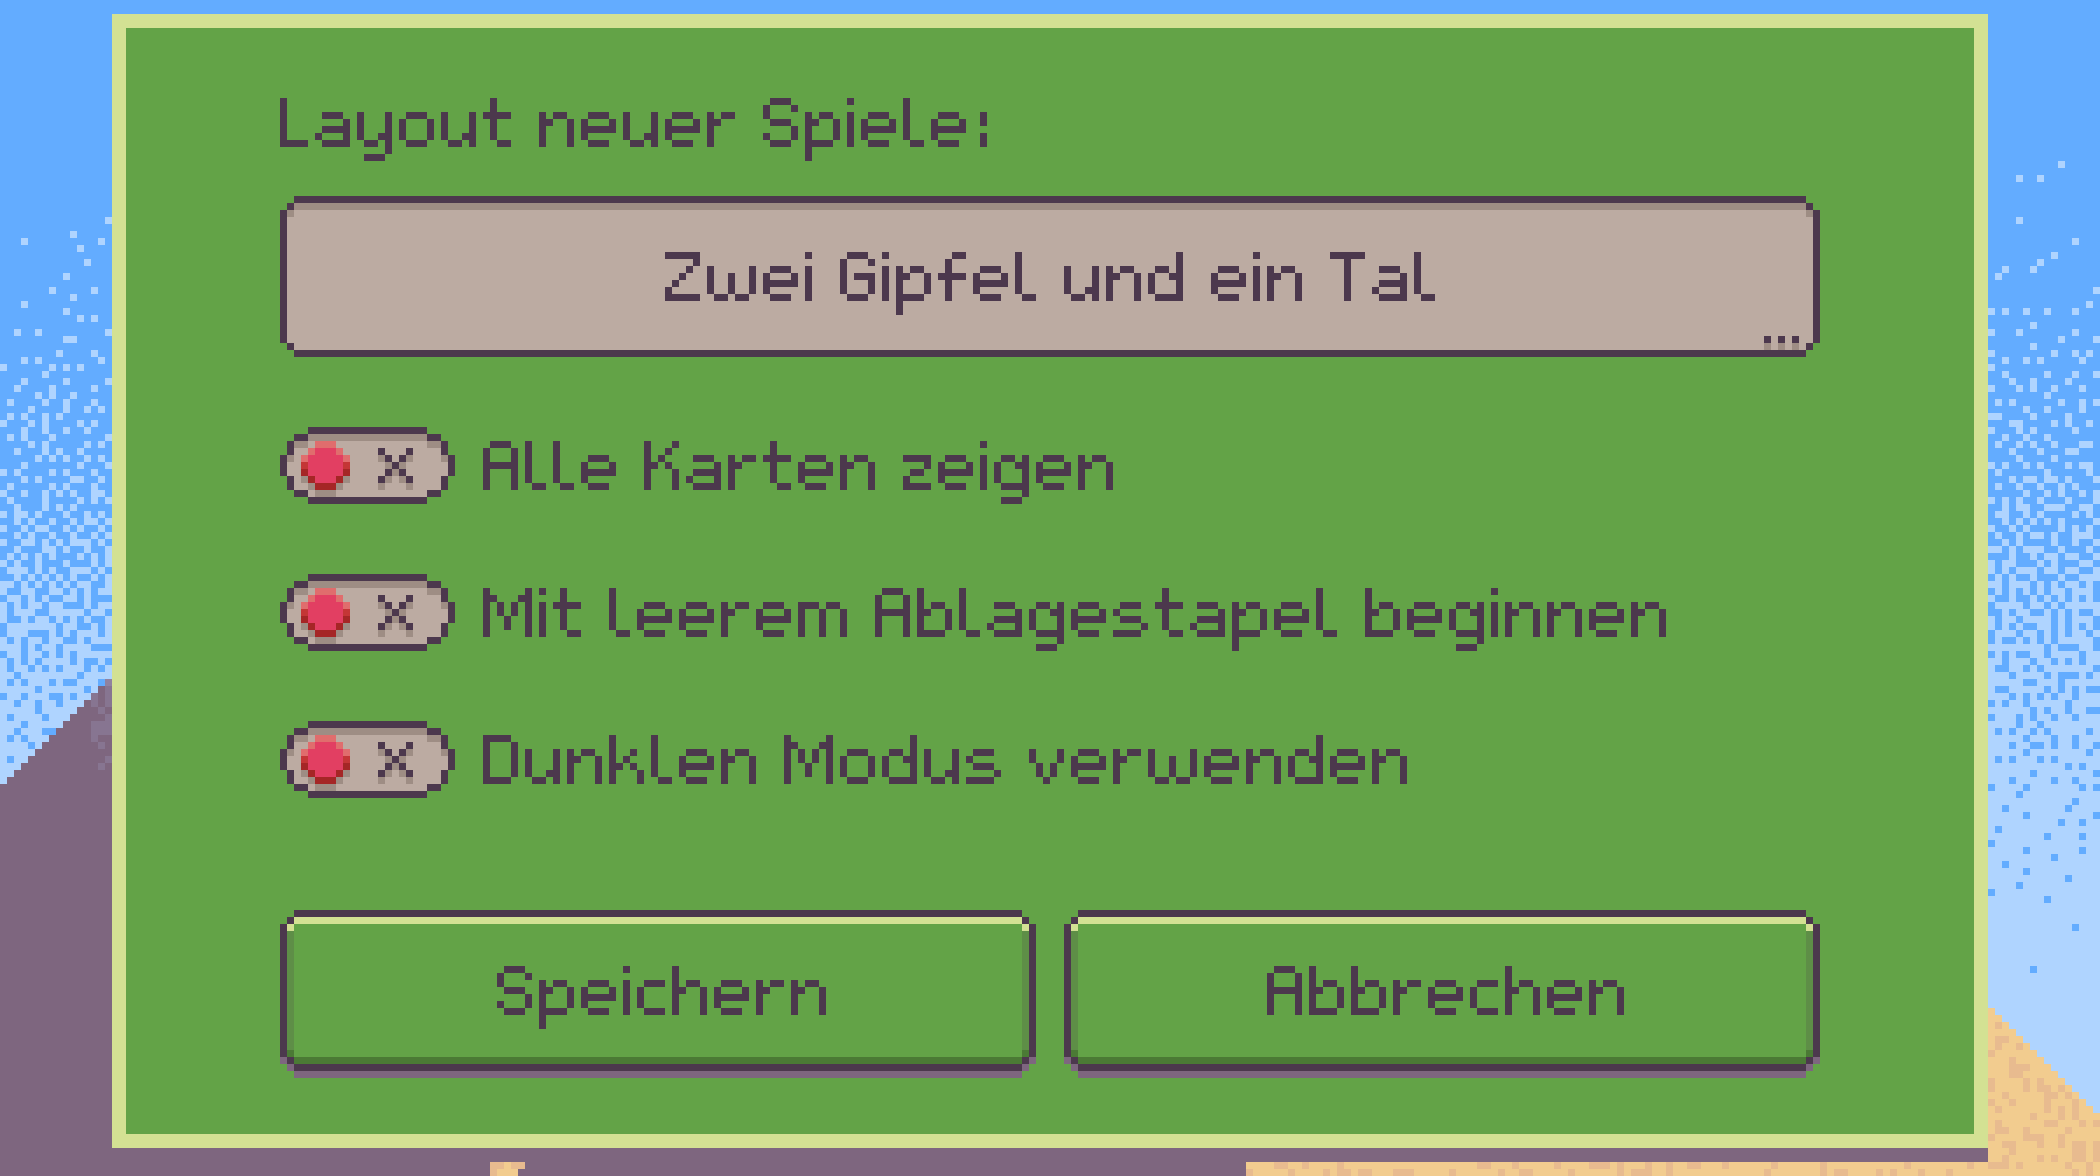 Layout neuer Spiele:
Zwei Gipfel und ein Tal
...
Alle Karten zeigen
Mit leerem Ablagestapel beginnen
Dunklen Modus verwenden
Speichern
Abbrechen